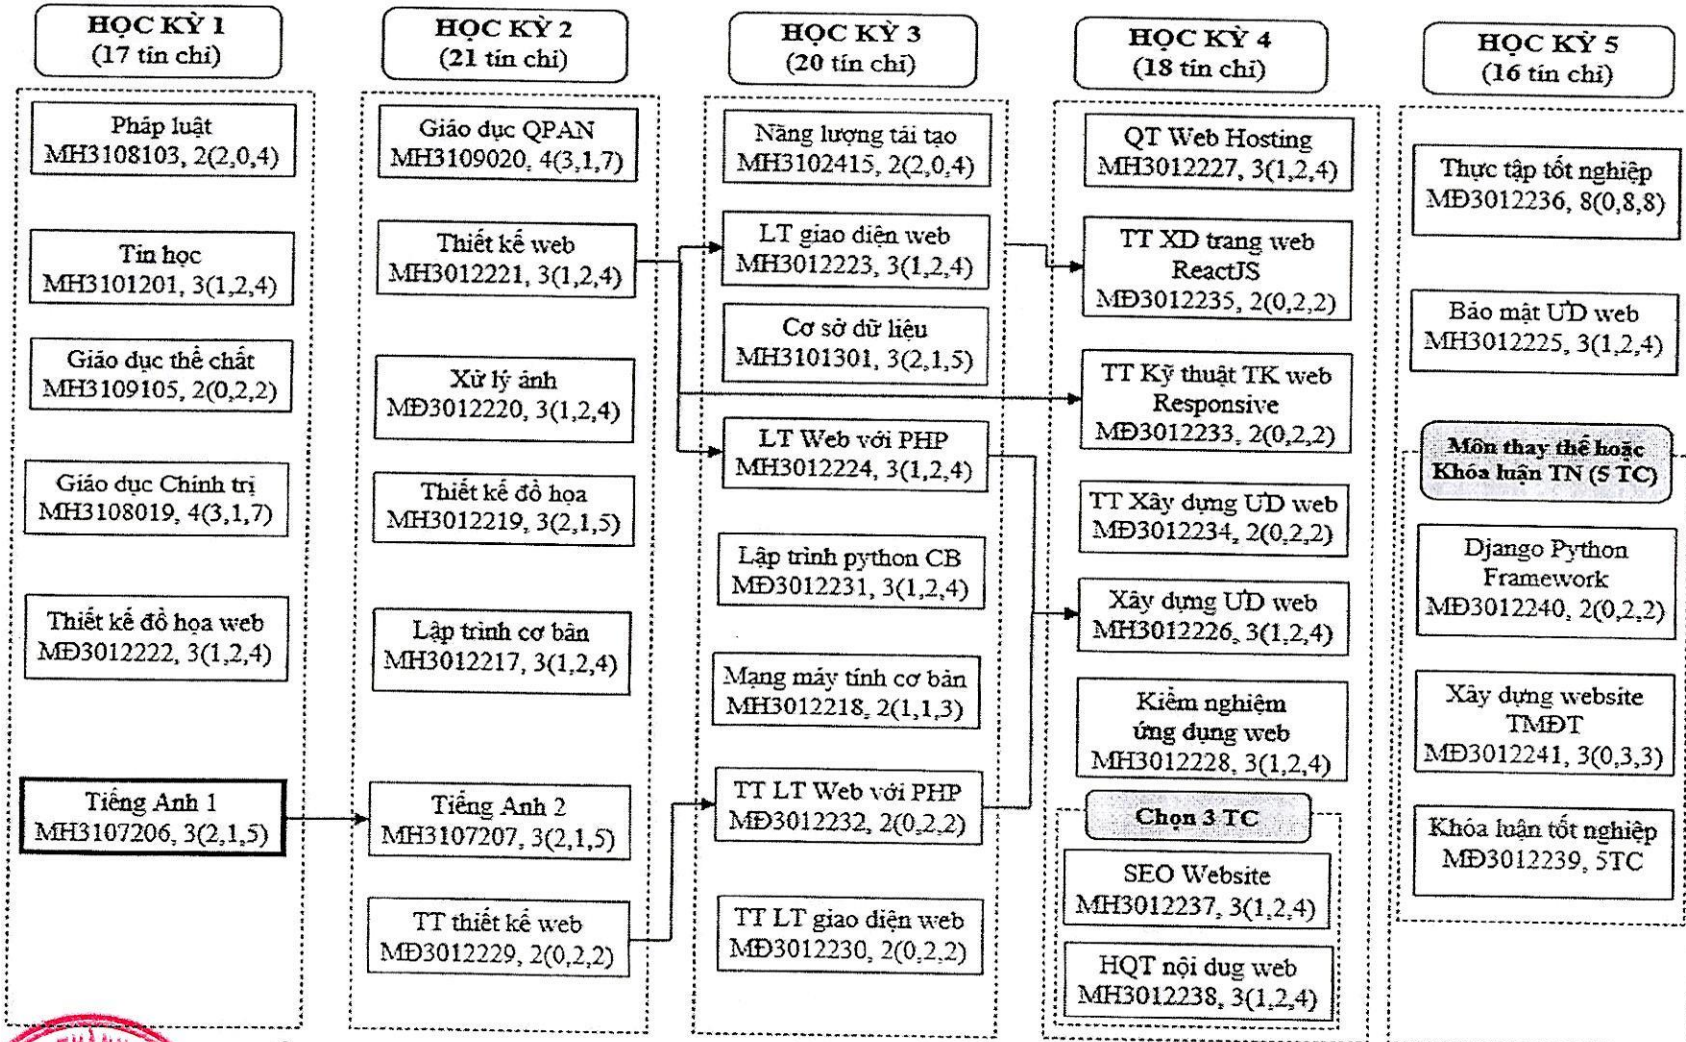 HỌC KỲ 1
(17 tín chỉ)
Pháp luật
MH3108103, 2(2,0,4)
Tin học
MH3101201, 3(1,2,4)
Giáo dục thể chất
MH3109105, 2(0,2,2)
Giáo dục Chính trị
MH3108019, 4(3,1,7)
Thiết kế đồ họa web
MĐ3012222, 3(1,2,4)
Tiếng Anh 1
MH3107206, 3(2,1,5)
HỌC KỲ 2
(21 tín chỉ)
Giáo dục QPAN
MH3109020, 4(3,1,7)
Thiết kế web
MH3012221, 3(1,2,4)
Xử lý ảnh
MĐ3012220, 3(1,2,4)
Thiết kế đồ họa
MH3012219, 3(2,1,5)
Lập trình cơ bản
MH3012217, 3(1,2,4)
Tiếng Anh 2
MH3107207, 3(2,1,5)
TT thiết kế web
MĐ3012229, 2(0,2,2)
HỌC KỲ 3
(20 tín chỉ)
Năng lượng tái tạo
MH3102415, 2(2,0,4)
LT giao diện web
MH3012223, 3(1,2,4)
Cơ sở dữ liệu
MH3101301, 3(2,1,5)
LT Web với PHP
MH3012224, 3(1,2,4)
Lập trình python CB
MĐ3012231, 3(1,2,4)
Mạng máy tính cơ bản
MH3012218, 2(1,1,3)
TT LT Web với PHP
MĐ3012232, 2(0,2,2)
TT LT giao diện web
MĐ3012230, 2(0,2,2)
HỌC KỲ 4
(18 tín chỉ)
QT Web Hosting
MH3012227, 3(1,2,4)
TT XD trang web
ReactJS
MĐ3012235, 2(0,2,2)
TT Kỹ thuật TK web
Responsive
MĐ3012233, 2(0,2,2)
TT Xây dựng ƯD web
MĐ3012234, 2(0,2,2)
Xây dựng ƯD web
MH3012226, 3(1,2,4)
Kiểm nghiệm
ứng dụng web
MH3012228, 3(1,2,4)
Chọn 3 TC
SEO Website
MH3012237, 3(1,2,4)
HQT nội dug web
MH3012238, 3(1,2,4)
HỌC KỲ 5
(16 tín chỉ)
Thực tập tốt nghiệp
MĐ3012236, 8(0,8,8)
Bảo mật ƯD web
MH3012225, 3(1,2,4)
Môn thay thế hoặc
Khóa luận TN (5 TC)
Django Python
Framework
MĐ3012240, 2(0,2,2)
Xây dựng website
TMĐT
MĐ3012241, 3(0,3,3)
Khóa luận tốt nghiệp
MĐ3012239, 5TC